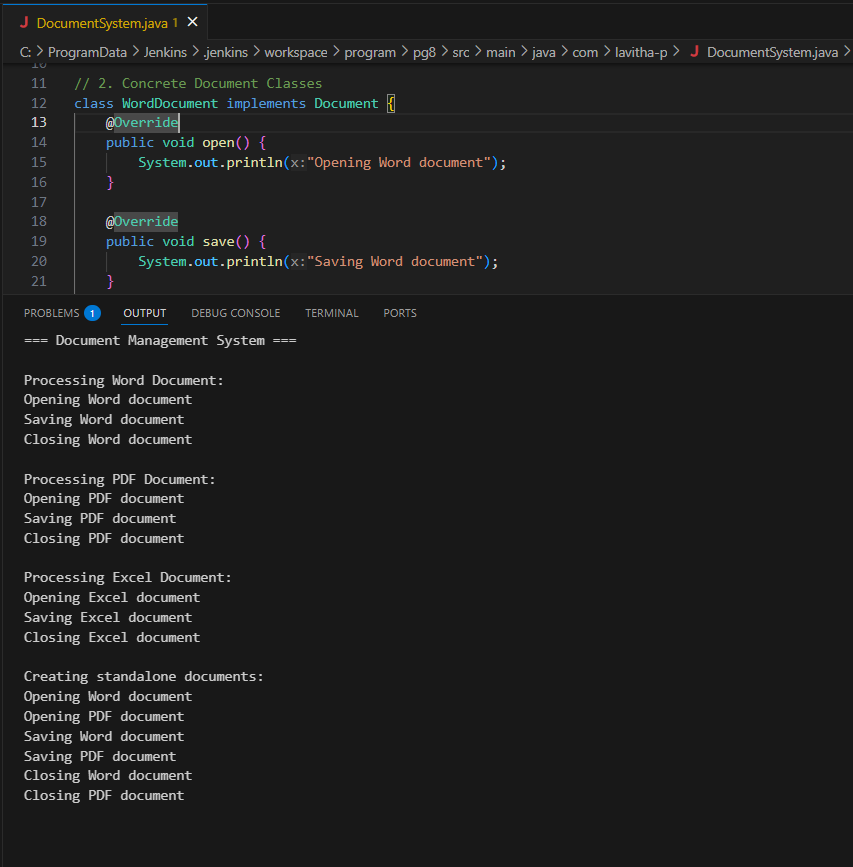 J DocumentSystem.java 1 ✕
C: > ProgramData > Jenkins > .jenkins > workspace > program > pg8 > src > main > java > com > lavitha-p > J DocumentSystem.java >
10
11 // 2. Concrete Document Classes
12 class WordDocument implements Document {
13 @Override
14 public void open() {
15 System.out.println(x:"Opening Word document");
16 }
17
18 @Override
19 public void save() {
20 System.out.println(x:"Saving Word document");
21 }
PROBLEMS 1 OUTPUT DEBUG CONSOLE TERMINAL PORTS
=== Document Management System ===
Processing Word Document:
Opening Word document
Saving Word document
Closing Word document
Processing PDF Document:
Opening PDF document
Saving PDF document
Closing PDF document
Processing Excel Document:
Opening Excel document
Saving Excel document
Closing Excel document
Creating standalone documents:
Opening Word document
Opening PDF document
Saving Word document
Saving PDF document
Closing Word document
Closing PDF document